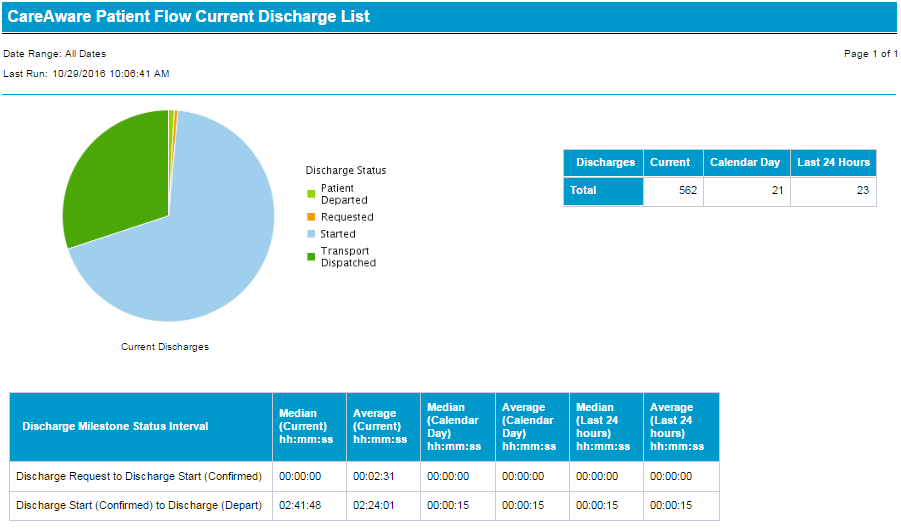 CareAware Patient Flow Current Discharge List
Date Range: All Dates
Page 1 of 1
Last Run: 10/29/2016 10:06:41 AM
Discharge Status
Patient
Departed
Requested
Started
Transport
Dispatched
Current Discharges
Discharges Current Calendar Day Last 24 Hours
Total 562 21 23
Discharge Milestone Status Interval
Median
(Current)
hh:mm:ss
Average
(Current)
hh:mm:ss
Median
(Calendar
Day)
hh:mm:ss
Average
(Calendar
Day)
hh:mm:ss
Median
(Last 24
hours)
hh:mm:ss
Average
(Last 24
hours)
hh:mm:ss
Discharge Request to Discharge Start (Confirmed) 00:00:00 00:02:31 00:00:00 00:00:00 00:00:00 00:00:00
Discharge Start (Confirmed) to Discharge (Depart) 02:41:48 02:24:01 00:00:15 00:00:15 00:00:15 00:00:15